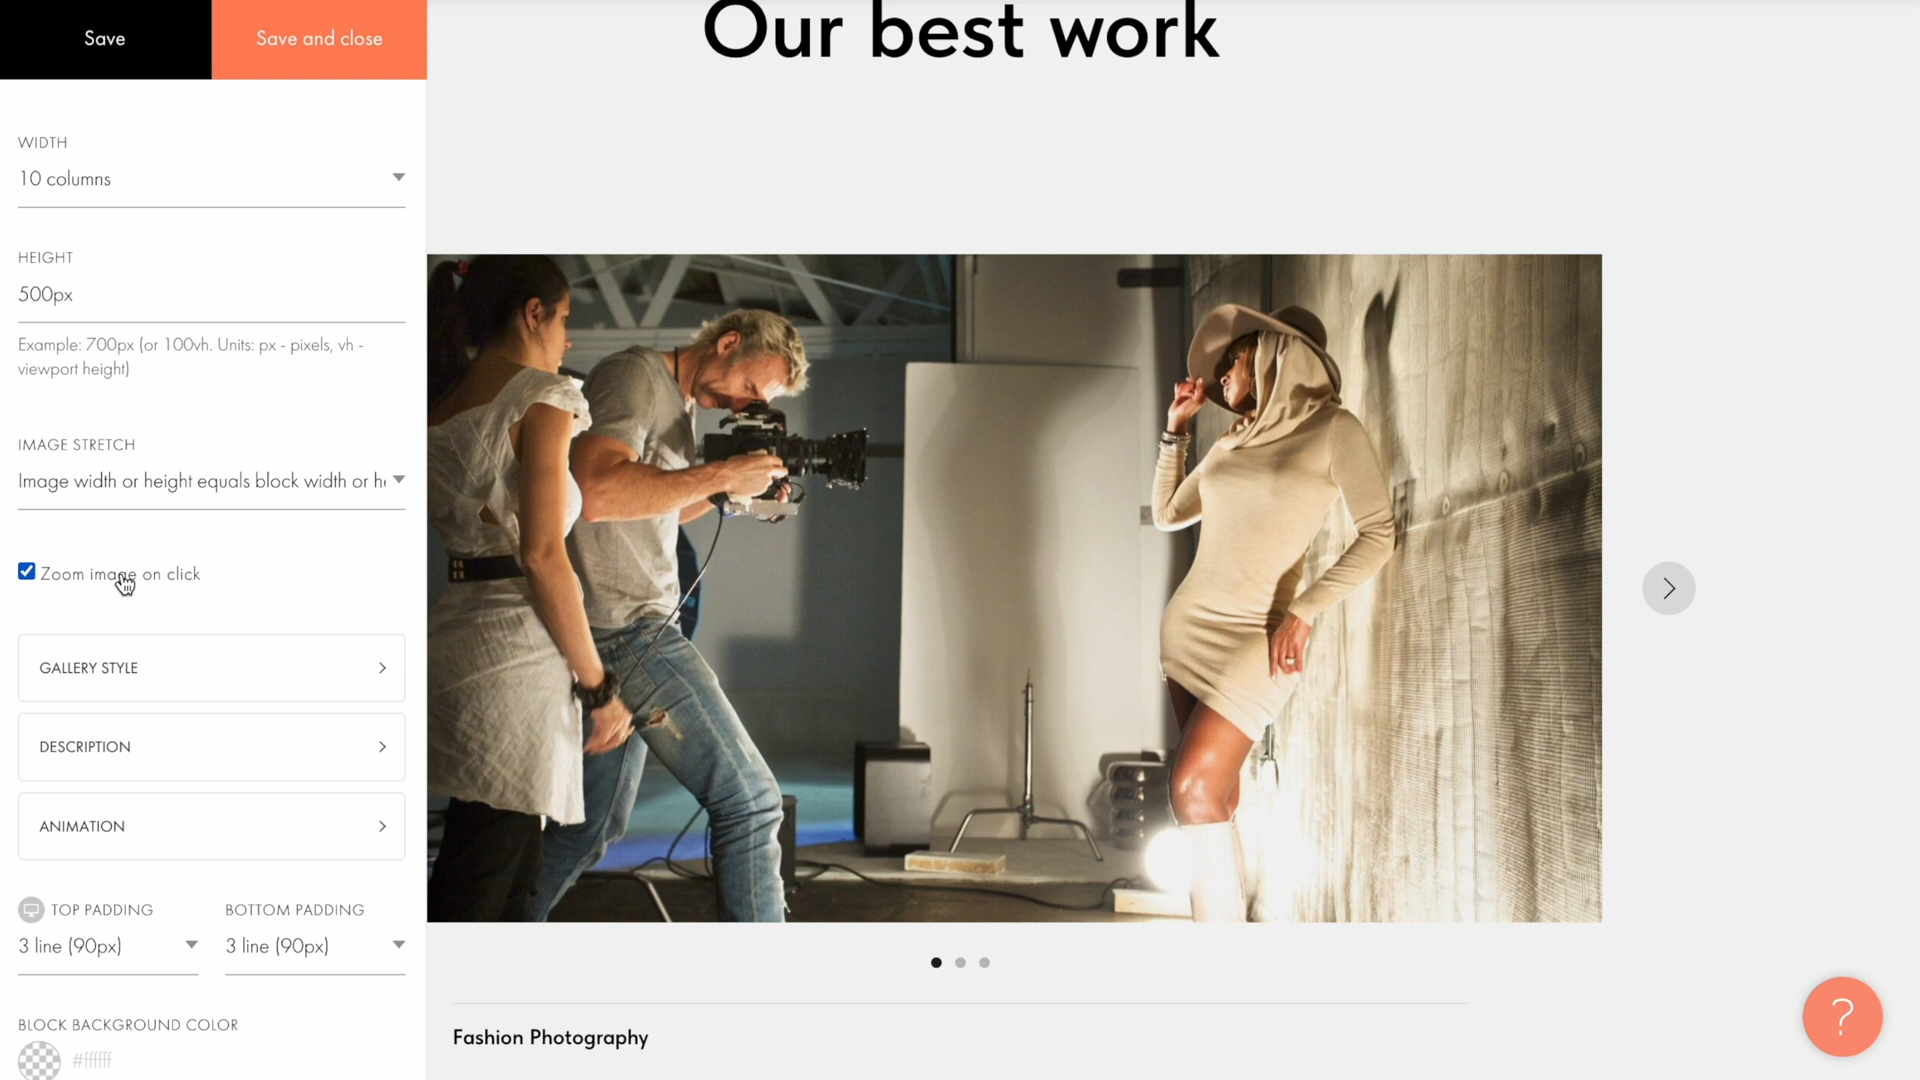 Save
Save and close
Our best work
WIDTH
10 columns
HEIGHT
500px
Example: 700px (or 100vh. Units: px - pixels, vh -
viewport height)
IMAGE STRETCH
Image width or height equals block width or he
Zoom image on click
GALLERY STYLE
DESCRIPTION
ANIMATION
TOP PADDING
3 line (90px)
BOTTOM PADDING
3 line (90px)
BLOCK BACKGROUND COLOR
#ffffff
Fashion Photography
?